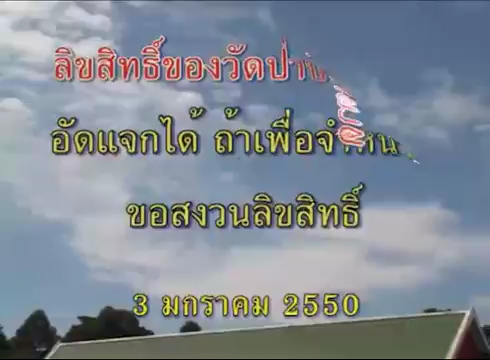 ลิขสิทธิ์ของวัดป่า
อัดแจกได้ ถ้าเพื่อ
ขอสงวนลิขสิทธิ์
3 มกราคม 2550